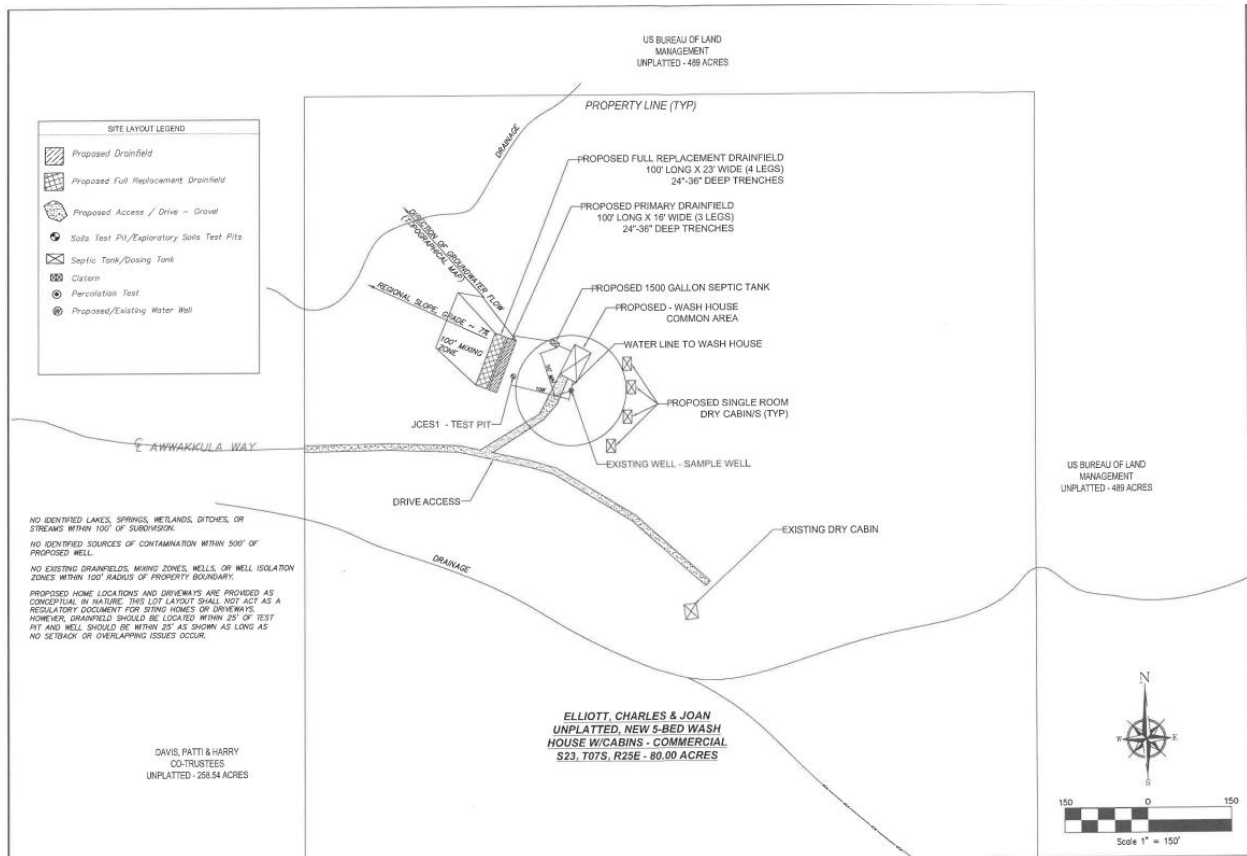 US BUREAU OF LAND
MANAGEMENT
UNPLATTED - 489 ACRES
PROPERTY LINE (TYP)
SITE LAYOUT LEGEND
Proposed Drainfield
Proposed Full Replacement Drainfield
Proposed Access / Drive - Gravel
Soils Test Pit/Exploratory Soils Test Pits
Septic Tank/Dosing Tank
Cistern
Percolation Test
Proposed/Existing Water Well
DRAINAGE
PROPOSED FULL REPLACEMENT DRAINFIELD
100' LONG X 23' WIDE (4 LEGS)
24"-36" DEEP TRENCHES
PROPOSED PRIMARY DRAINFIELD
100' LONG X 16' WIDE (3 LEGS)
24"-36" DEEP TRENCHES
DIRECTION OF GROUNDWATER FLOW
(TYPOGRAPHICAL MAP)
REGIONAL SLOPE, GRADE ~ 7%
100' MIXING
ZONE
PROPOSED 1500 GALLON SEPTIC TANK
PROPOSED - WASH HOUSE
COMMON AREA
WATER LINE TO WASH HOUSE
PROPOSED SINGLE ROOM
DRY CABIN/S (TYP)
JCES1 - TEST PIT
EXISTING WELL - SAMPLE WELL
AWWAKKULA WAY
DRIVE ACCESS
US BUREAU OF LAND
MANAGEMENT
UNPLATTED - 489 ACRES
NO IDENTIFIED LAKES, SPRINGS, WETLANDS, DITCHES, OR
STREAMS WITHIN 100' OF SUBDIVISION.
NO IDENTIFIED SOURCES OF CONTAMINATION WITHIN 500' OF
PROPOSED WELL.
NO EXISTING DRAINFIELDS, MIXING ZONES, WELLS, OR WELL ISOLATION
ZONES WITHIN 100' RADIUS OF PROPERTY BOUNDARY.
PROPOSED HOME LOCATIONS AND DRIVEWAYS ARE PROVIDED AS
CONCEPTUAL IN NATURE. THIS LOT LAYOUT SHALL NOT ACT AS A
REGULATORY DOCUMENT FOR SITING HOMES OR DRIVEWAYS.
HOWEVER, DRAINFIELD SHOULD BE LOCATED WITHIN 25' OF TEST
PIT AND WELL SHOULD BE WITHIN 25' AS SHOWN AS LONG AS
NO SETBACK OR OVERLAPPING ISSUES OCCUR.
DRAINAGE
EXISTING DRY CABIN
ELLIOTT, CHARLES & JOAN
UNPLATTED, NEW 5-BED WASH
HOUSE W/CABINS - COMMERCIAL
S23, T07S, R25E - 80.00 ACRES
DAVIS, PATTI & HARRY
CO-TRUSTEES
UNPLATTED - 258.54 ACRES
N
W E
S
150 0 150
Scale 1" = 150'